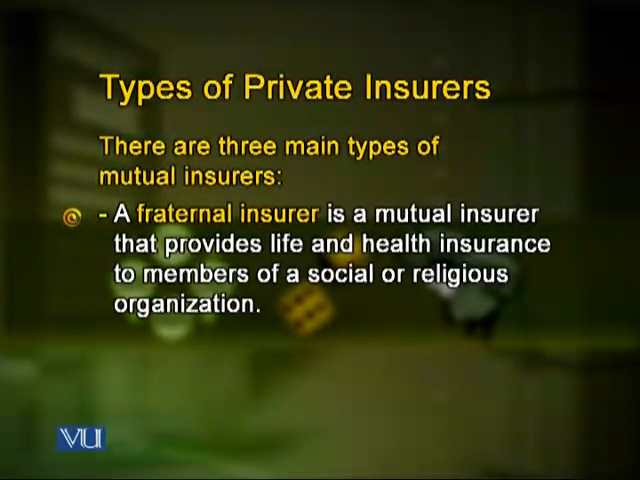 Types of Private Insurers
There are three main types of
mutual insurers:
- A fraternal insurer is a mutual insurer
that provides life and health insurance
to members of a social or religious
organization.
VU